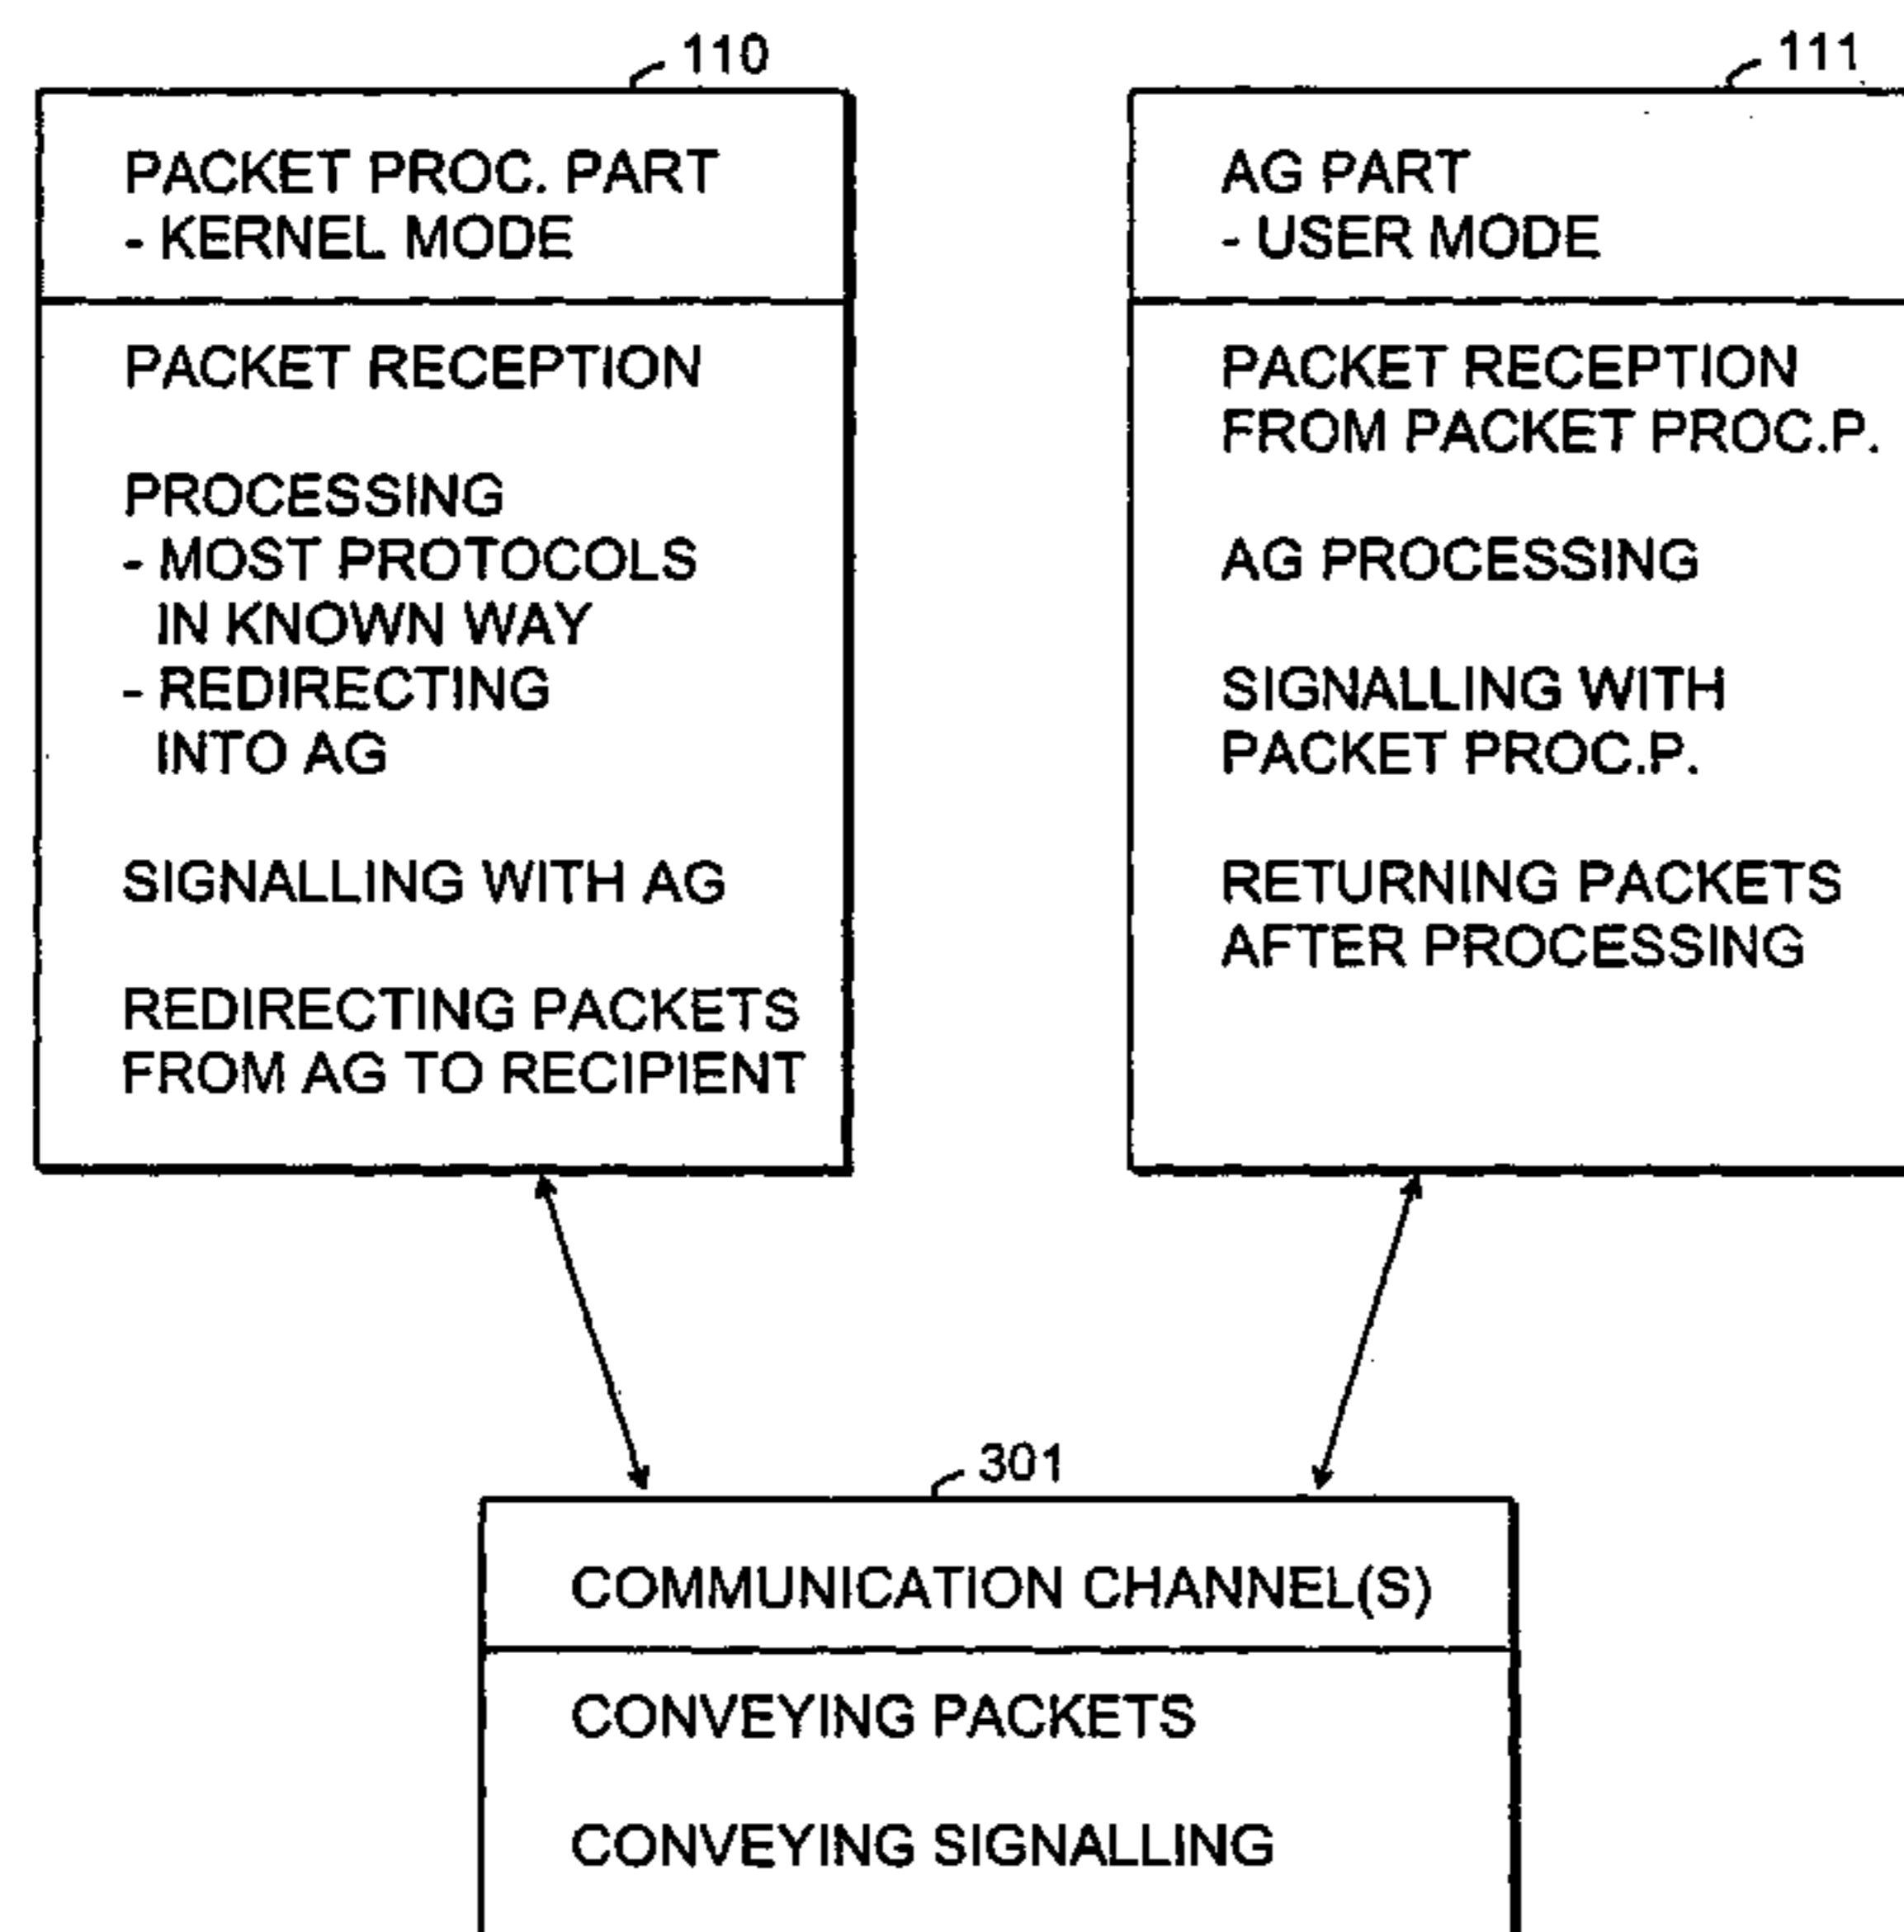 110
PACKET PROC. PART
- KERNEL MODE
PACKET RECEPTION
PROCESSING
- MOST PROTOCOLS
IN KNOWN WAY
- REDIRECTING
INTO AG
SIGNALLING WITH AG
REDIRECTING PACKETS
FROM AG TO RECIPIENT
111
AG PART
- USER MODE
PACKET RECEPTION
FROM PACKET PROC.P.
AG PROCESSING
SIGNALLING WITH
PACKET PROC.P.
RETURNING PACKETS
AFTER PROCESSING
301
COMMUNICATION CHANNEL(S)
CONVEYING PACKETS
CONVEYING SIGNALLING